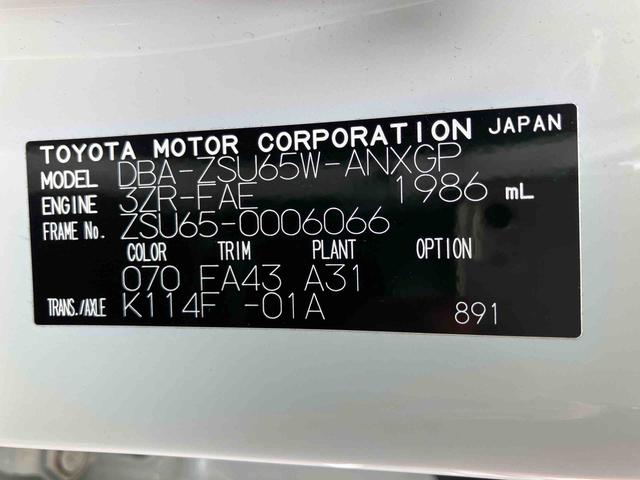 TOYOTA MOTOR CORPORATION JAPAN
MODEL DBA-ZSU65W-ANXGP
ENGINE 3ZR-FAE 1986 mL
FRAME No. ZSU65-0006066
COLOR TRIM PLANT OPTION
070 FA43 A31
TRANS./AXLE K114F -01A 891